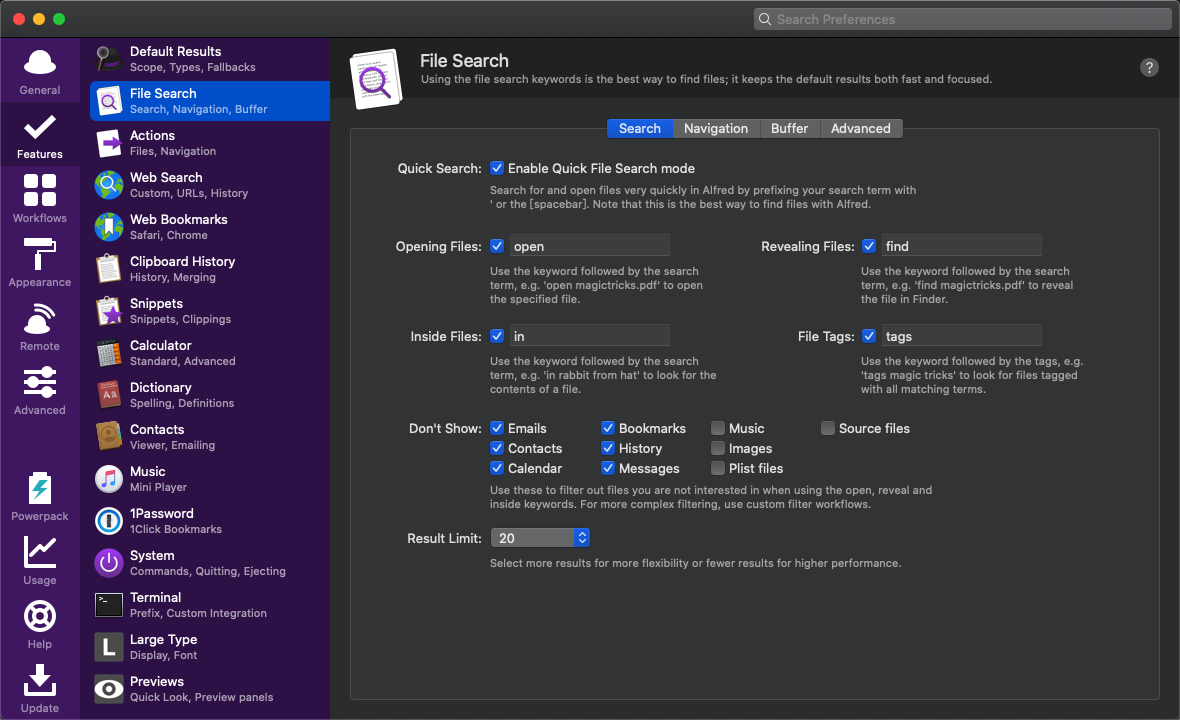 Search Preferences
General
Features
Workflows
Appearance
Remote
Advanced
Powerpack
Usage
Help
Update
Default Results
Scope, Types, Fallbacks
File Search
Search, Navigation, Buffer
Actions
Files, Navigation
Web Search
Custom, URLs, History
Web Bookmarks
Safari, Chrome
Clipboard History
History, Merging
Snippets
Snippets, Clippings
Calculator
Standard, Advanced
Aa
Dictionary
Spelling, Definitions
Contacts
Viewer, Emailing
Music
Mini Player
1Password
1Click Bookmarks
System
Commands, Quitting, Ejecting
>_
Terminal
Prefix, Custom Integration
L
Large Type
Display, Font
Previews
Quick Look, Preview panels
File Search
Using the file search keywords is the best way to find files; it keeps the default results both fast and focused.
?
Search Navigation Buffer Advanced
Quick Search: Enable Quick File Search mode
Search for and open files very quickly in Alfred by prefixing your search term with
' or the [spacebar]. Note that this is the best way to find files with Alfred.
Opening Files: open
Use the keyword followed by the search
term, e.g. 'open magictricks.pdf' to open
the specified file.
Revealing Files: find
Use the keyword followed by the search
term, e.g. 'find magictricks.pdf' to reveal
the file in Finder.
Inside Files: in
Use the keyword followed by the search
term, e.g. 'in rabbit from hat' to look for the
contents of a file.
File Tags: tags
Use the keyword followed by the tags, e.g.
'tags magic tricks' to look for files tagged
with all matching terms.
Don't Show: Emails Bookmarks Music Source files
Contacts History Images
Calendar Messages Plist files
Use these to filter out files you are not interested in when using the open, reveal and
inside keywords. For more complex filtering, use custom filter workflows.
Result Limit: 20
Select more results for more flexibility or fewer results for higher performance.